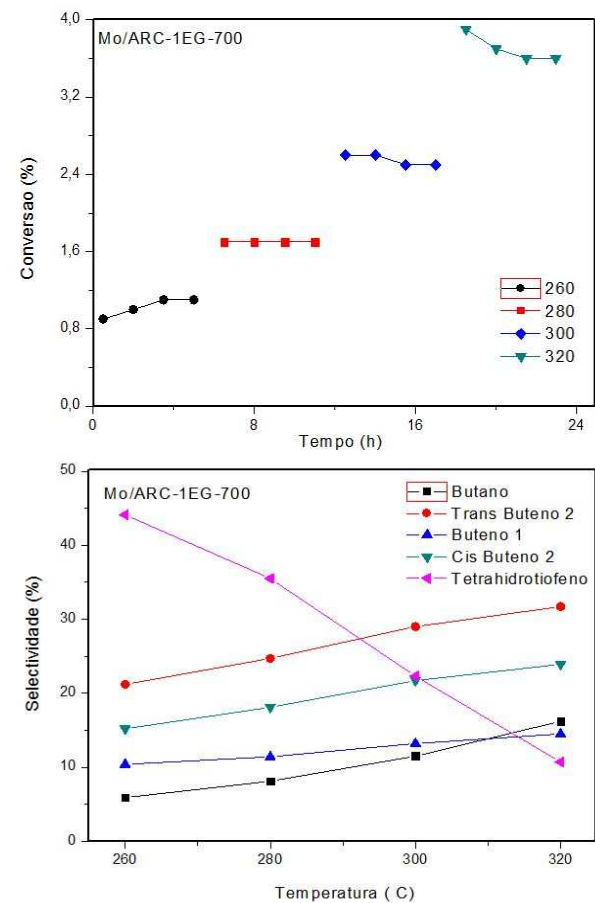 4,0
Mo/ARC-1EG-700
3,2
2,4
1,6
0,8
0,0
Conversao (%)
260
280
300
320
0
8
16
24
Tempo (h)
50
Mo/ARC-1EG-700
40
30
20
10
0
Selectividade (%)
Butano
Trans Buteno 2
Buteno 1
Cis Buteno 2
Tetrahidrotiofeno
260
280
300
320
Temperatura ( C)